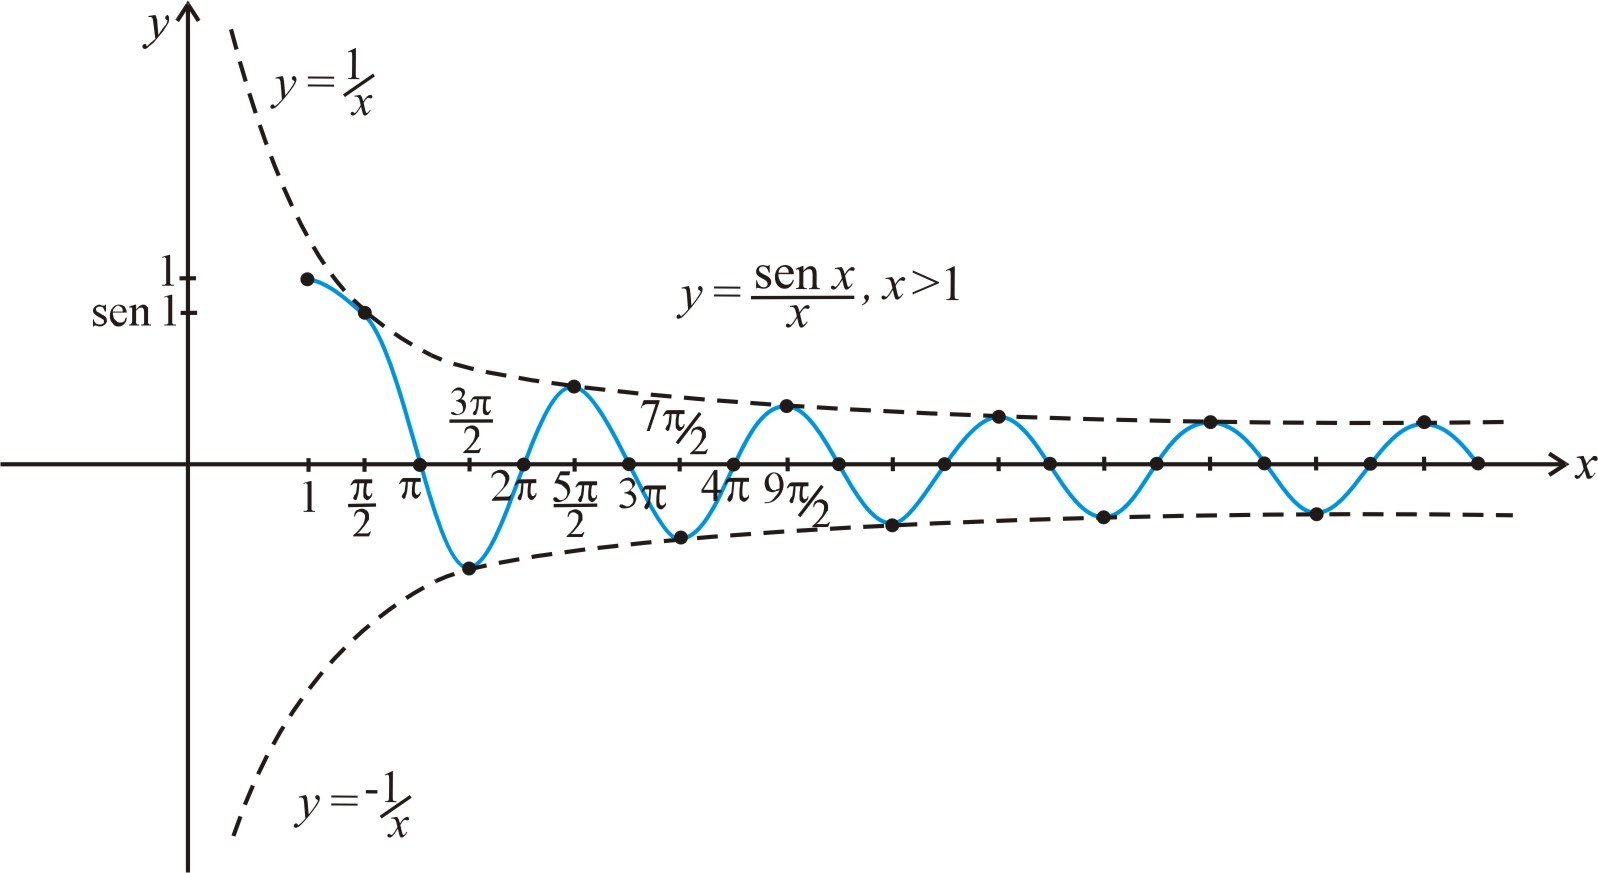 y
y = 1/x
1
sen 1
y = sen x / x , x > 1
3π/2
7π/2
x
1
π/2
π
2π
5π/2
3π
4π
9π/2
y = -1/x